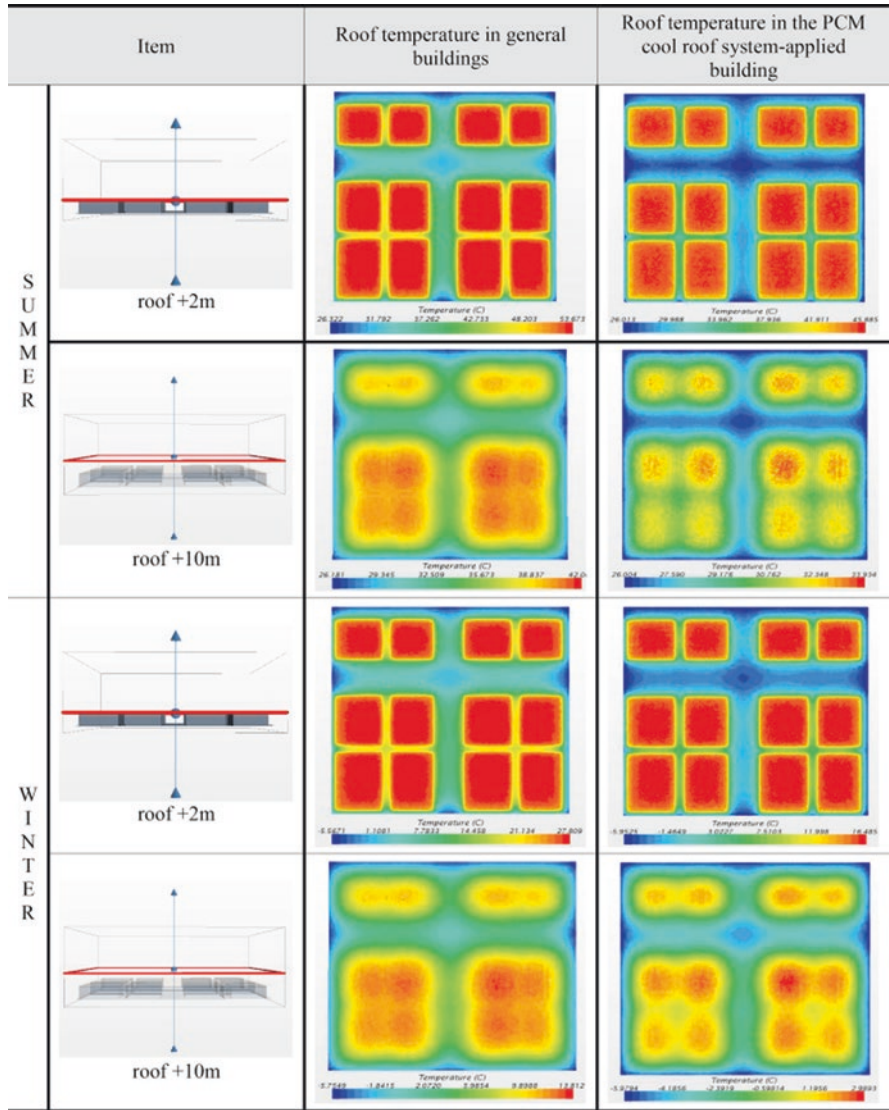 Item
Roof temperature in general
buildings
Roof temperature in the PCM
cool roof system-applied
building
SUMMER
roof +2m
Temperature (C)
26.322 31.792 37.262 42.733 48.203 53.673
Temperature (C)
26.013 29.988 33.962 37.936 41.911 45.885
roof +10m
Temperature (C)
26.181 29.345 32.509 35.673 38.837 42.0
Temperature (C)
26.004 27.590 29.176 30.762 32.348 33.934
WINTER
roof +2m
Temperature (C)
-5.5671 1.1081 7.7833 14.458 21.134 27.809
Temperature (C)
-5.9525 -1.4649 3.0227 7.5103 11.998 16.485
roof +10m
Temperature (C)
-5.7549 -1.8415 2.0720 5.9854 9.8988 13.812
Temperature (C)
-5.9794 -4.1856 -2.3919 -0.59814 1.1956 2.9893